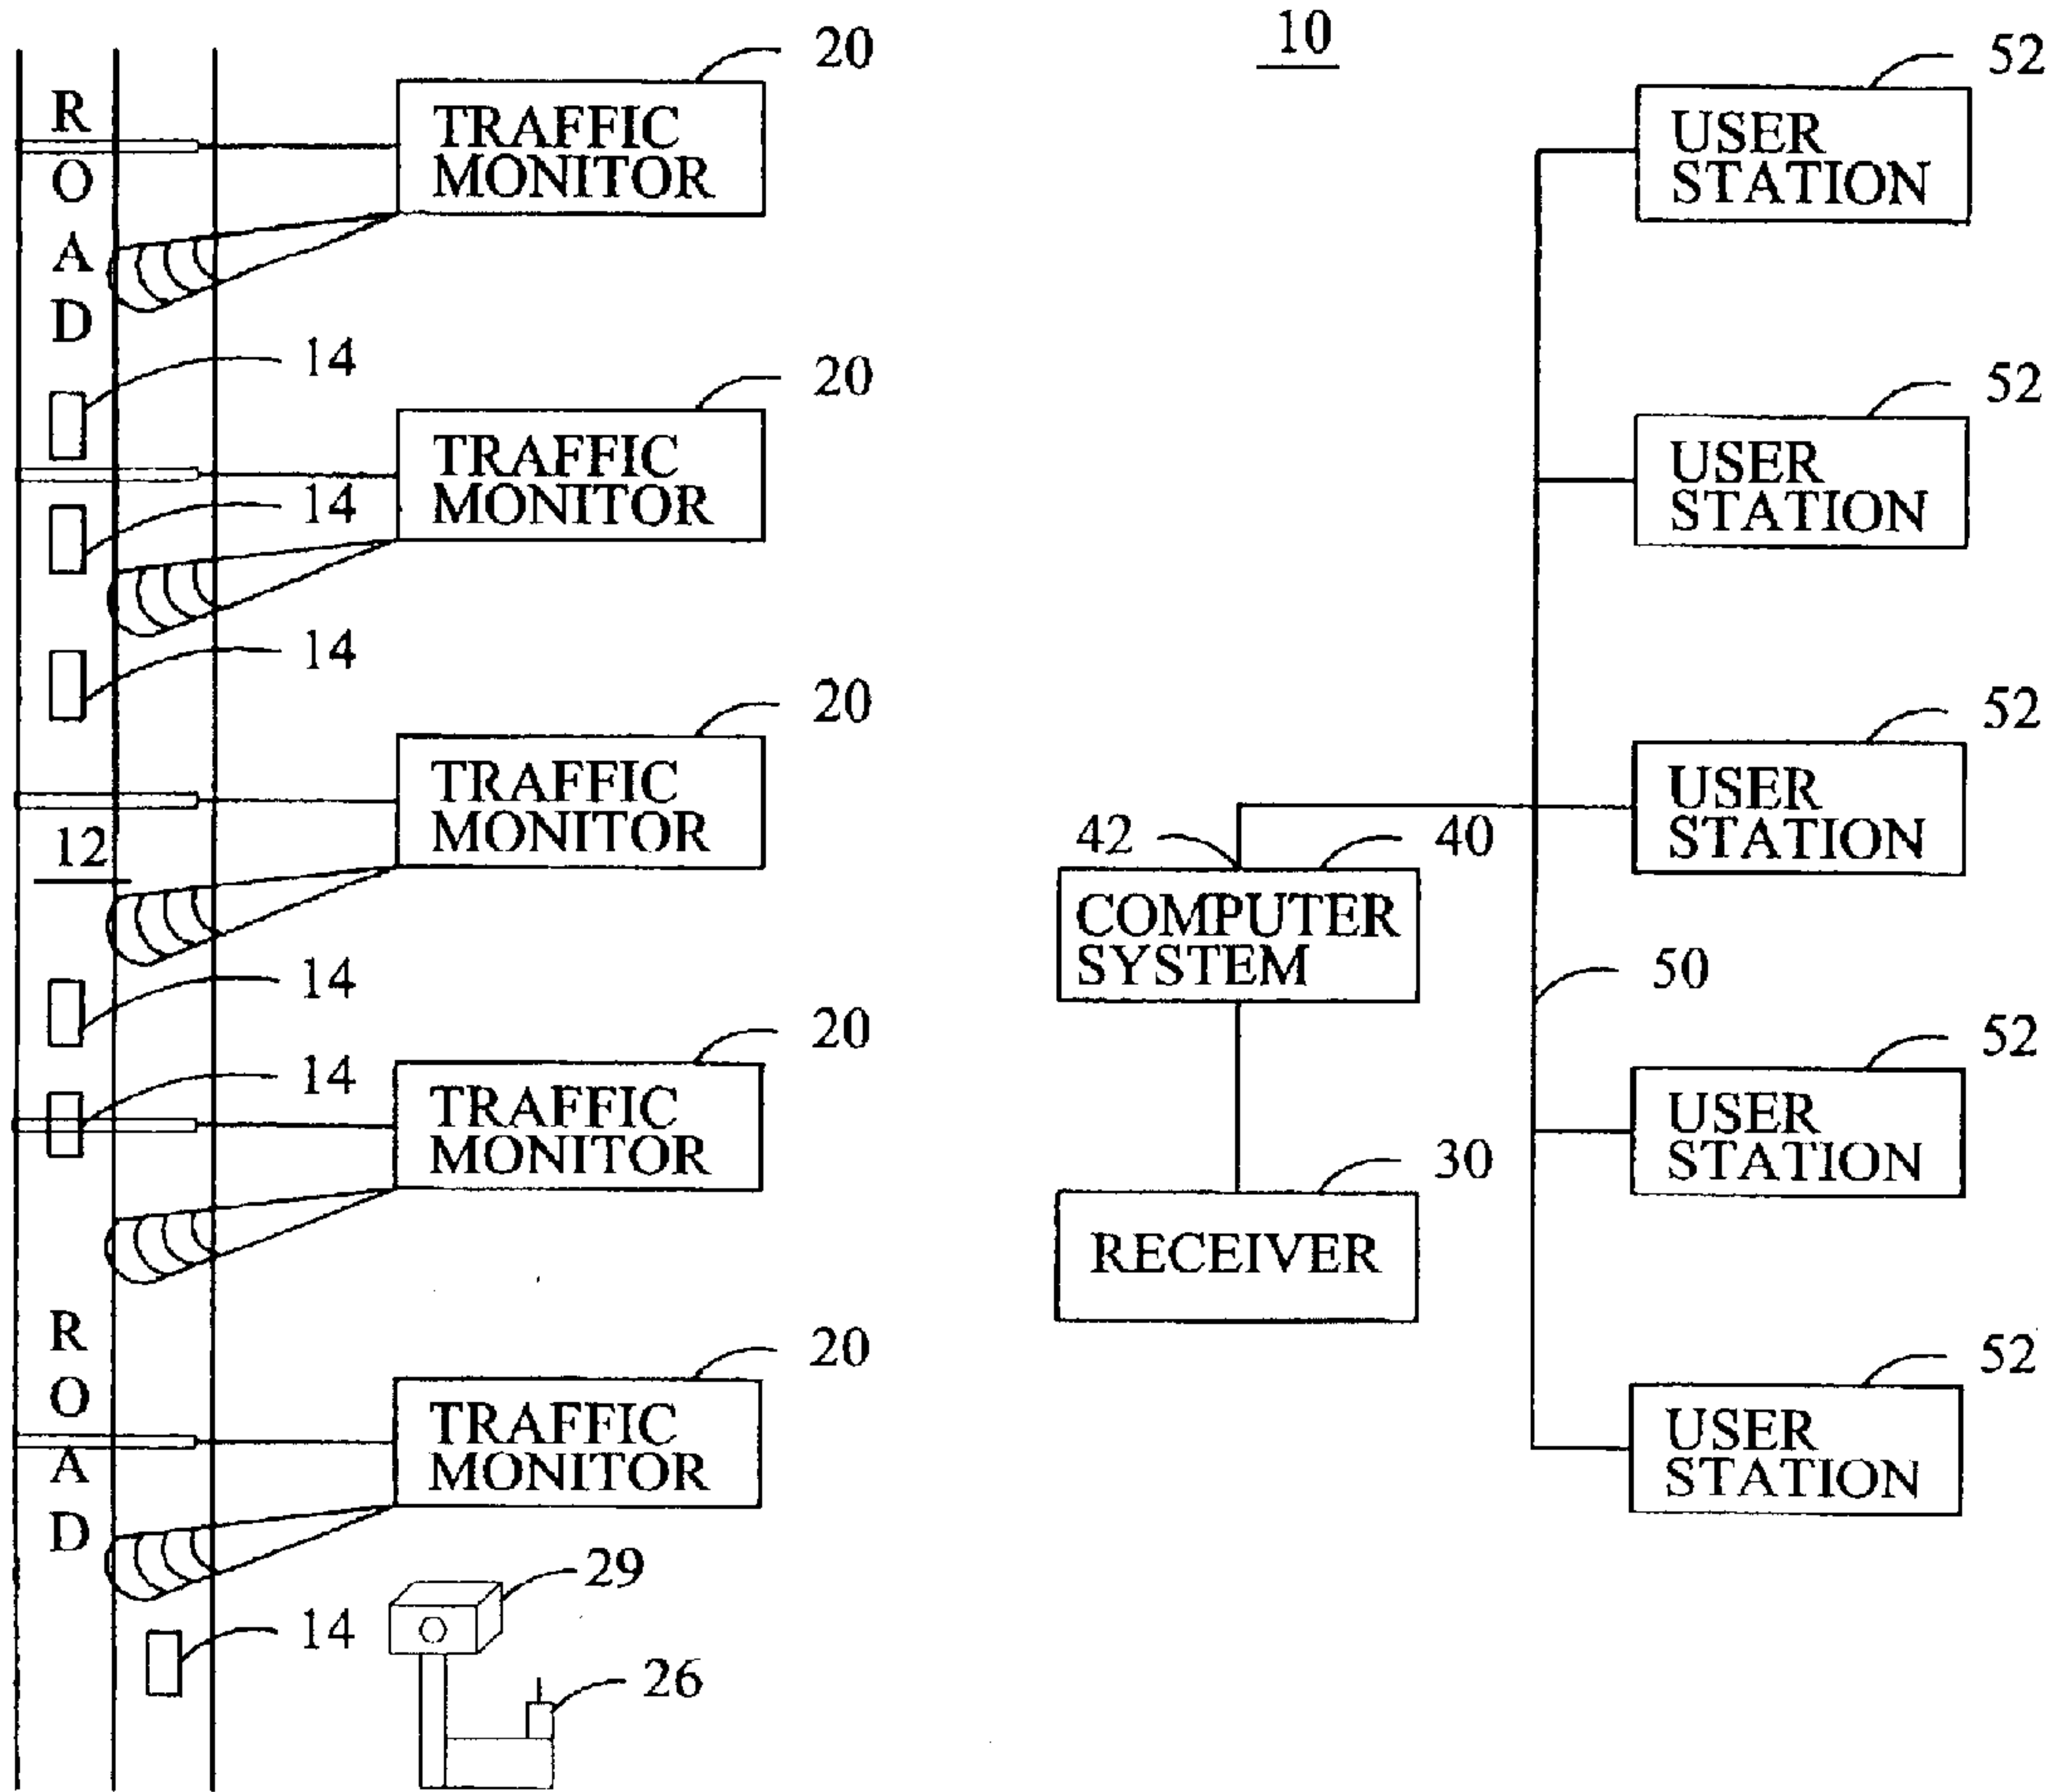 10
R
O
A
D
20
TRAFFIC
MONITOR
14
20
TRAFFIC
MONITOR
14
14
20
TRAFFIC
MONITOR
12
14
14
20
TRAFFIC
MONITOR
R
O
A
D
20
TRAFFIC
MONITOR
29
14
26
42
40
COMPUTER
SYSTEM
30
RECEIVER
50
52
USER
STATION
52
USER
STATION
52
USER
STATION
52
USER
STATION
52
USER
STATION